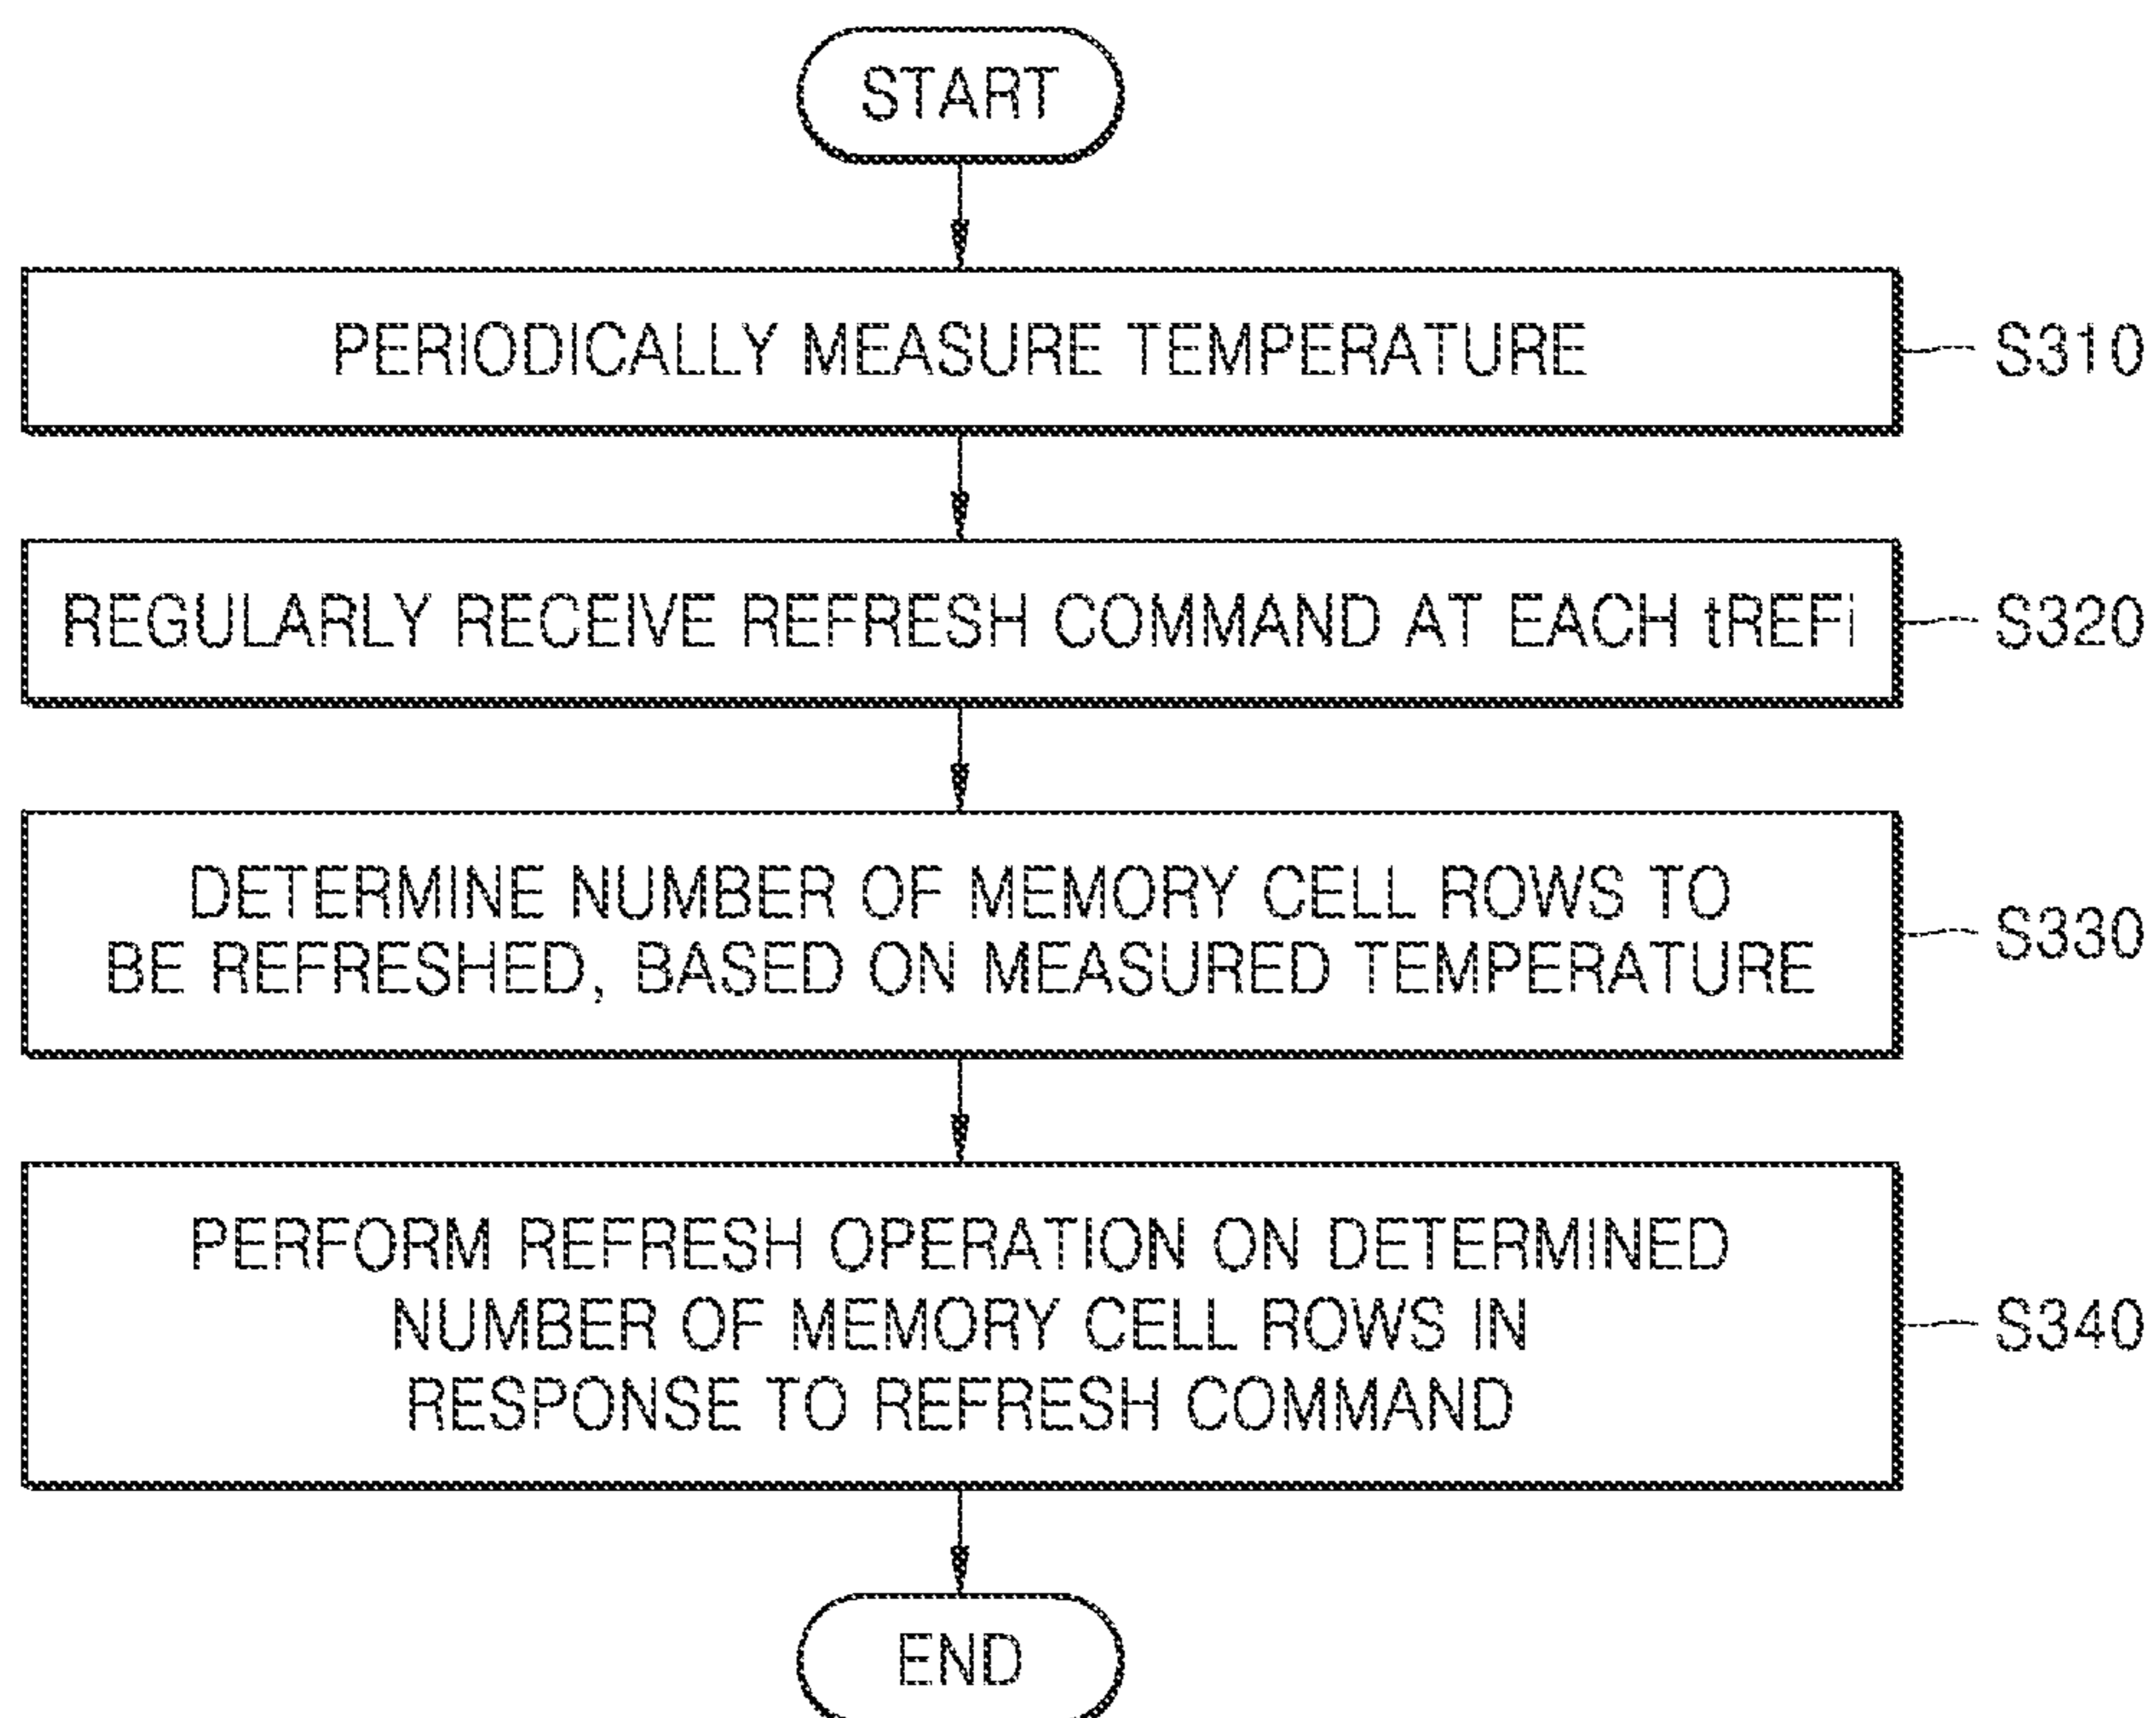 START
PERIODICALLY MEASURE TEMPERATURE
S310
REGULARLY RECEIVE REFRESH COMMAND AT EACH tREFi
S320
DETERMINE NUMBER OF MEMORY CELL ROWS TO
BE REFRESHED, BASED ON MEASURED TEMPERATURE
S330
PERFORM REFRESH OPERATION ON DETERMINED
NUMBER OF MEMORY CELL ROWS IN
RESPONSE TO REFRESH COMMAND
S340
END